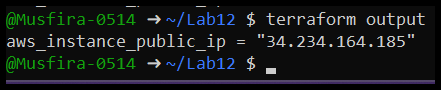 @Musfira-0514 ➜ ~/Lab12 $ terraform output
aws_instance_public_ip = "34.234.164.185"
@Musfira-0514 ➜ ~/Lab12 $